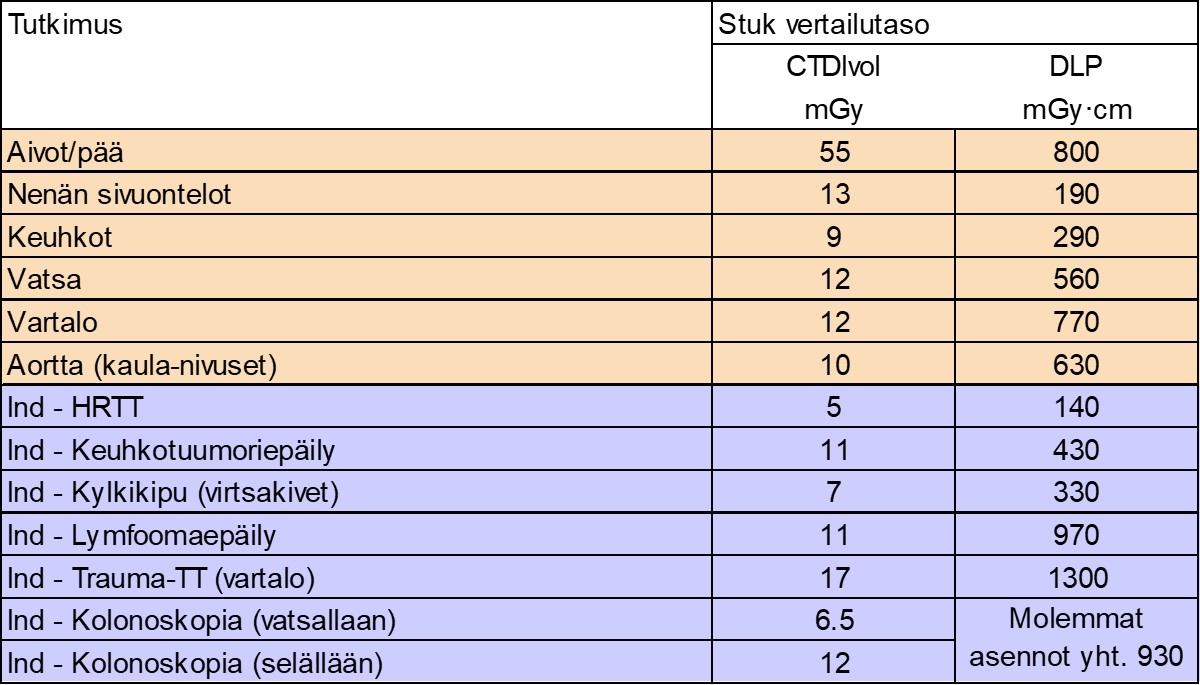 Tutkimus Stuk vertailutaso
CTDIvol DLP
mGy mGy·cm
Aivot/pää 55 800
Nenän sivuontelot 13 190
Keuhkot 9 290
Vatsa 12 560
Vartalo 12 770
Aortta (kaula-nivuset) 10 630
Ind - HRTT 5 140
Ind - Keuhkotuumoriepäily 11 430
Ind - Kylkikipu (virtsakivet) 7 330
Ind - Lymfoomaepäily 11 970
Ind - Trauma-TT (vartalo) 17 1300
Ind - Kolonoskopia (vatsallaan) 6.5 Molemmat
Ind - Kolonoskopia (selällään) 12 asennot yht. 930